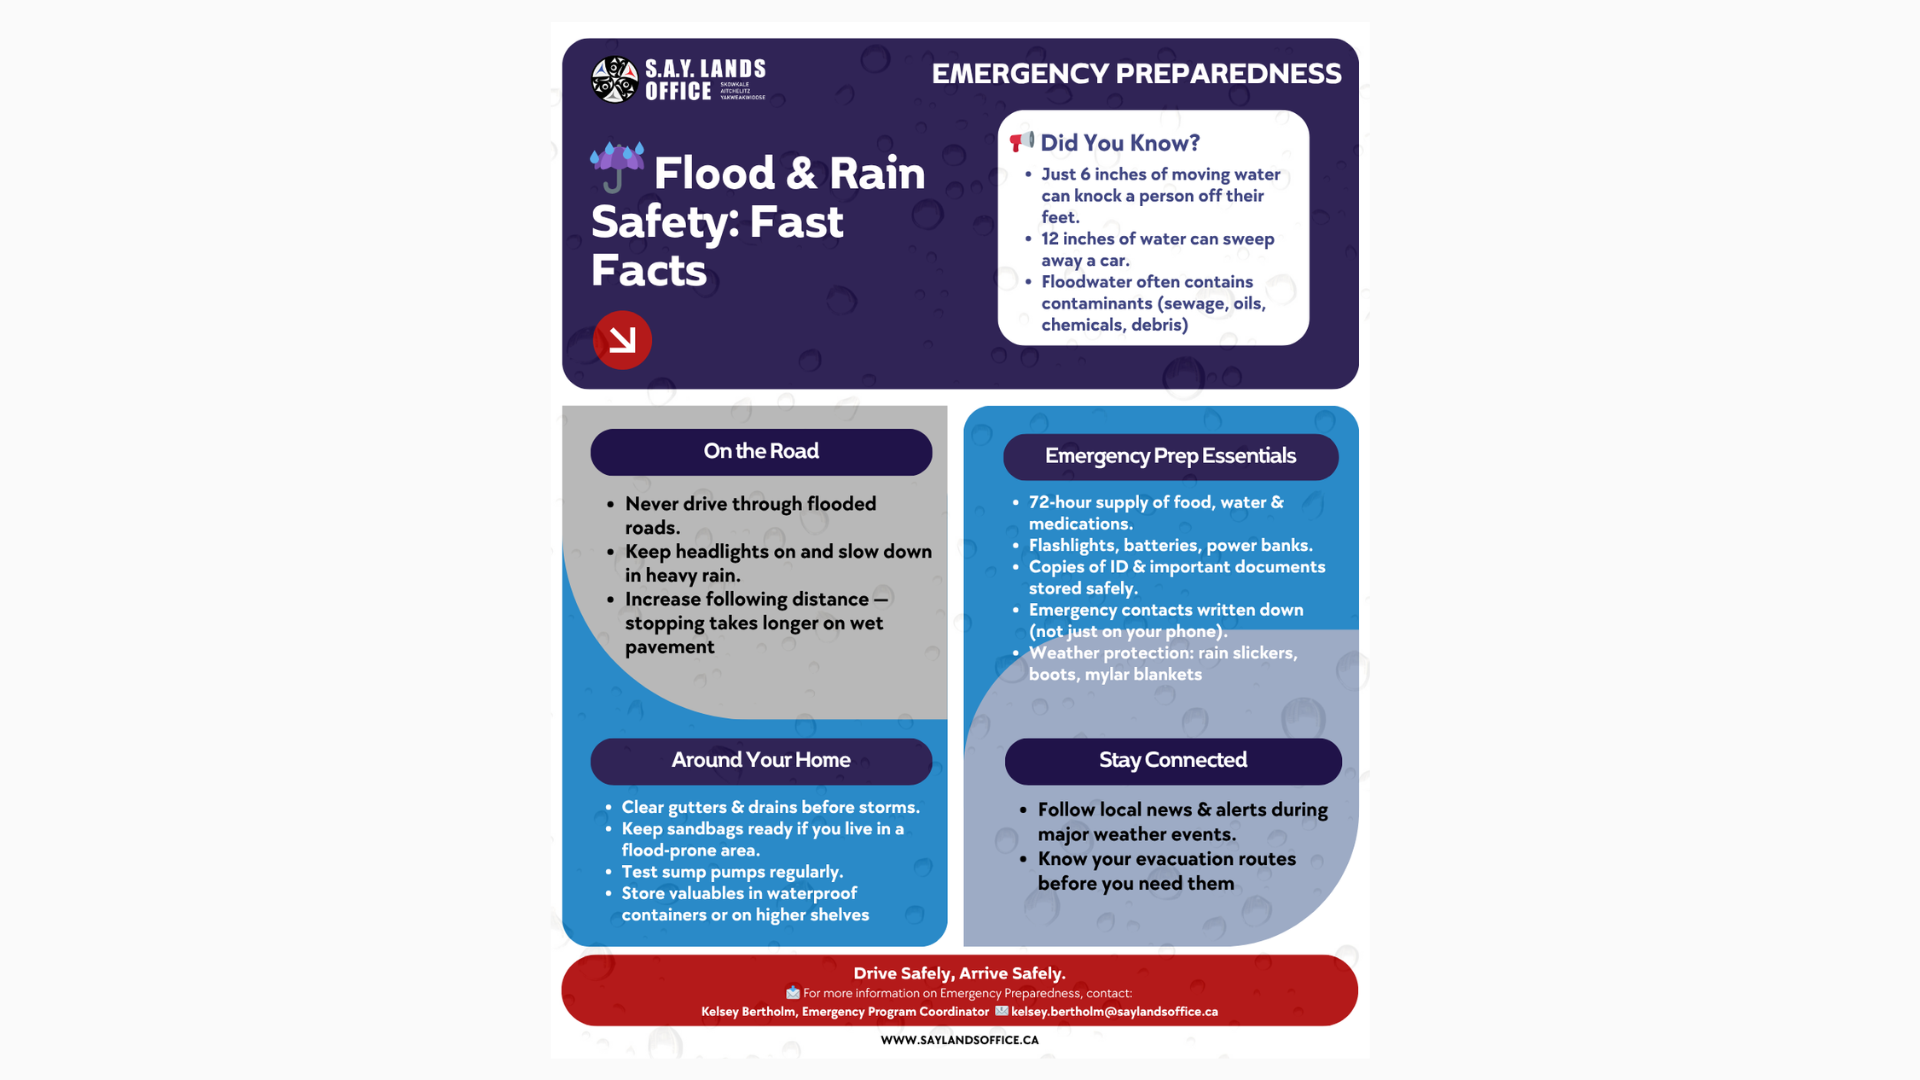 S.A.Y. LANDS
OFFICE
SKOWKALE
AITCHELITZ
YAKWEAKWIOOSE
EMERGENCY PREPAREDNESS
Flood & Rain
Safety: Fast
Facts
Did You Know?
• Just 6 inches of moving water
can knock a person off their
feet.
• 12 inches of water can sweep
away a car.
• Floodwater often contains
contaminants (sewage, oils,
chemicals, debris)
On the Road
• Never drive through flooded
roads.
• Keep headlights on and slow down
in heavy rain.
• Increase following distance —
stopping takes longer on wet
pavement
Around Your Home
• Clear gutters & drains before storms.
• Keep sandbags ready if you live in a
flood-prone area.
• Test sump pumps regularly.
• Store valuables in waterproof
containers or on higher shelves
Emergency Prep Essentials
• 72-hour supply of food, water &
medications.
• Flashlights, batteries, power banks.
• Copies of ID & important documents
stored safely.
• Emergency contacts written down
(not just on your phone).
• Weather protection: rain slickers,
boots, mylar blankets
Stay Connected
• Follow local news & alerts during
major weather events.
• Know your evacuation routes
before you need them
Drive Safely, Arrive Safely.
For more information on Emergency Preparedness, contact:
Kelsey Bertholm, Emergency Program Coordinator kelsey.bertholm@saylandsoffice.ca
WWW.SAYLANDSOFFICE.CA